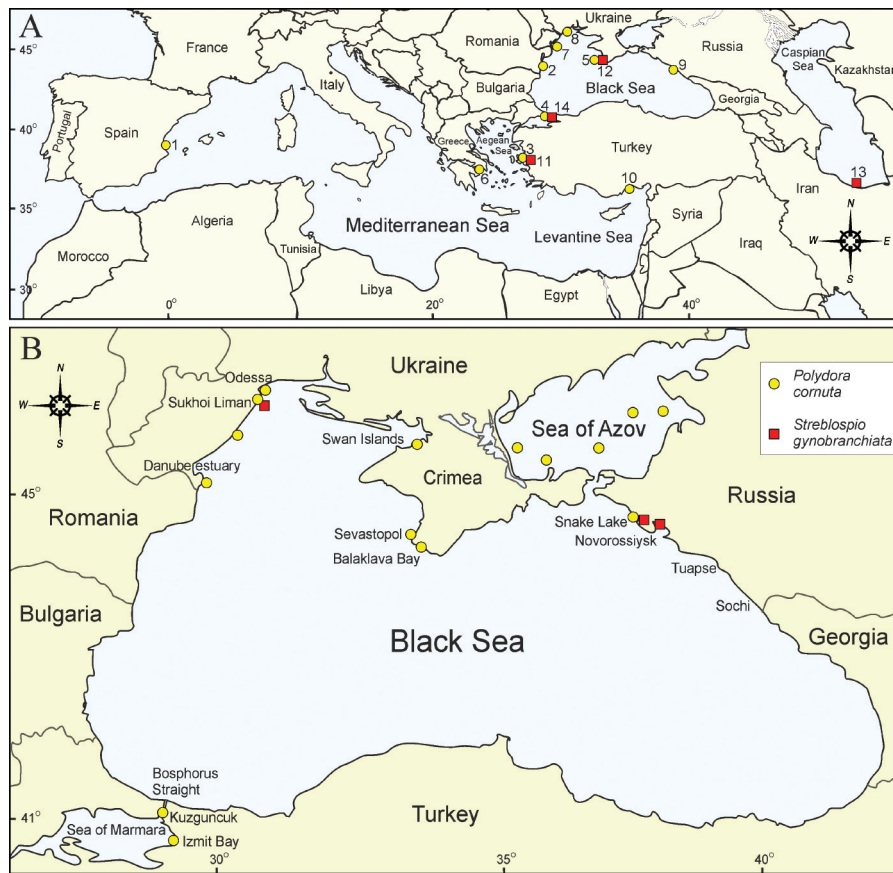 A
45°
40°
35°
30°
0°
20°
40°
France
Romania
Ukraine
Russia
Caspian
Sea
Kazakhstan
Italy
Bulgaria
Black Sea
Georgia
Portugal
Spain
Greece
Aegean
Sea
Turkey
Iran
Mediterranean Sea
Levantine Sea
Syria
Iraq
Morocco
Algeria
Tunisia
Libya
Egypt
1
2
3
4
5
6
7
8
9
10
11
12
13
14
N
W
E
S
B
N
W
E
S
Ukraine
Odessa
Sukhoi Liman
Swan Islands
Sea of Azov
Danube estuary
Crimea
45°
Romania
Sevastopol
Balaklava Bay
Snake Lake
Novorossiysk
Russia
Tuapse
Sochi
Bulgaria
Black Sea
Georgia
Bosphorus
Straight
41°
Kuzguncuk
Sea of Marmara
Izmit Bay
Turkey
30°
35°
40°
Polydora
cornuta
Streblospio
gynobranchiata